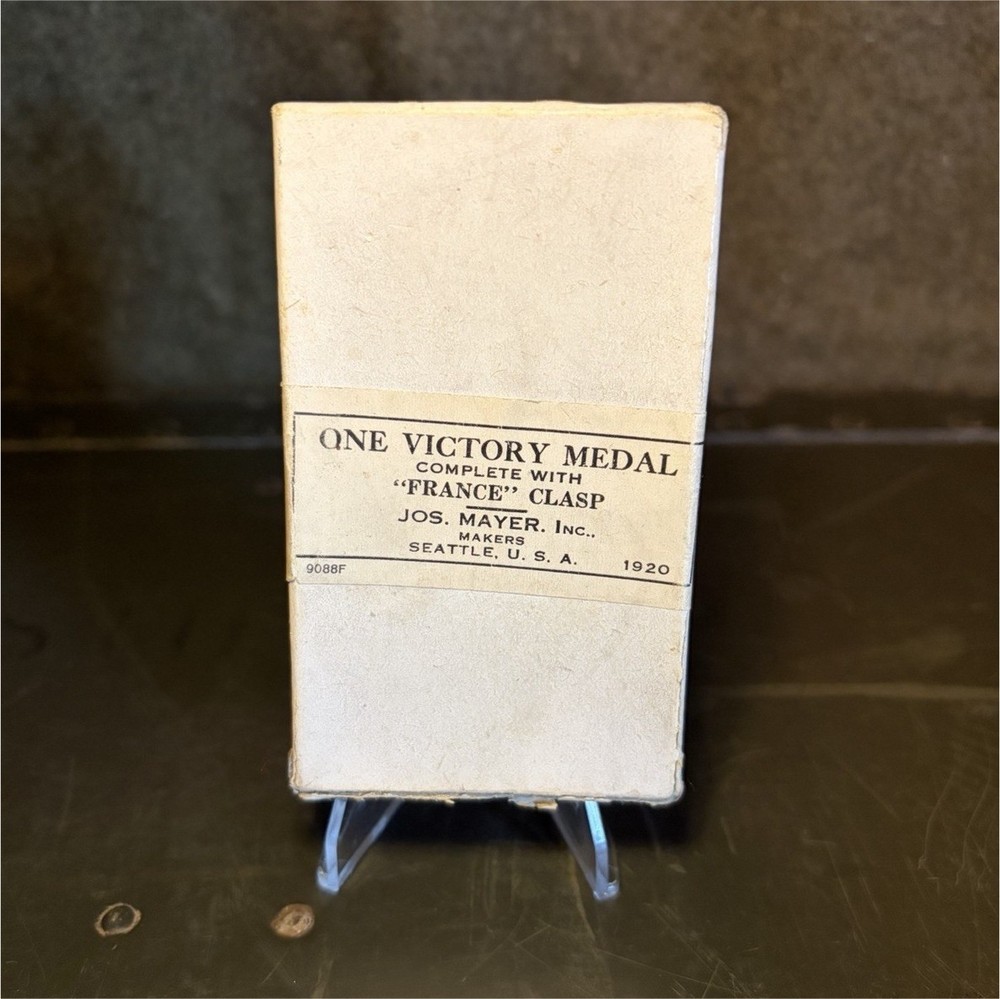 ONE VICTORY MEDAL
COMPLETE WITH
“FRANCE” CLASP
JOS. MAYER. INC.,
MAKERS
SEATTLE, U. S. A.
9088F 1920